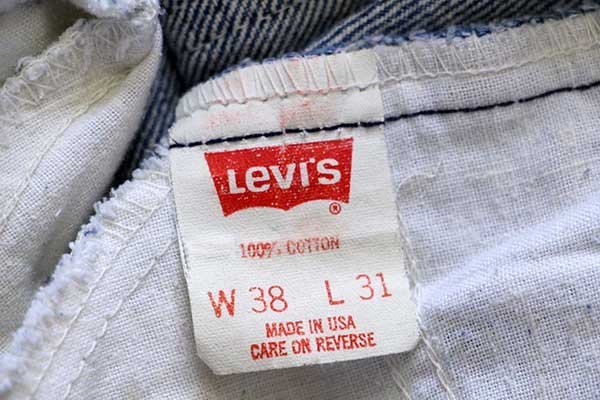 Levi's ®
100% COTTON
W 38 L 31
MADE IN USA
CARE ON REVERSE